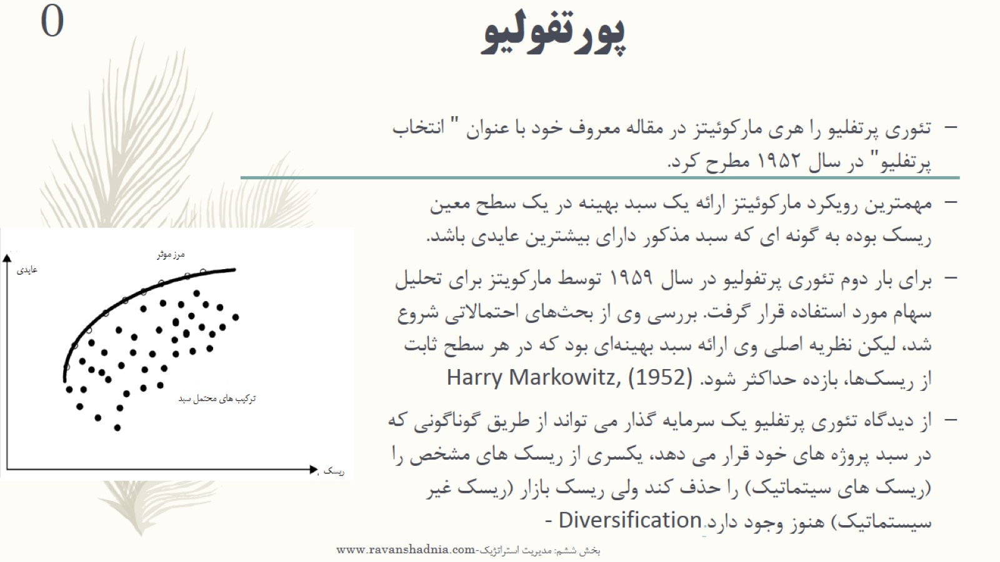 0
پورتفولیو
– تئوری پرتفلیو را هری مارکوئیتز در مقاله معروف خود با عنوان " انتخاب
پرتفلیو" در سال ۱۹۵۲ مطرح کرد.
– مهمترین رویکرد مارکوئیتز ارائه یک سبد بهینه در یک سطح معین
ریسک بوده به گونه ای که سبد مذکور دارای بیشترین عایدی باشد.
– برای بار دوم تئوری پرتفولیو در سال ۱۹۵۹ توسط مارکویتز برای تحلیل
سهام مورد استفاده قرار گرفت. بررسی وی از بحث‌های احتمالاتی شروع
شد، لیکن نظریه اصلی وی ارائه سبد بهینه‌ای بود که در هر سطح ثابت
از ریسک‌ها، بازده حداکثر شود. Harry Markowitz, (1952)
– از دیدگاه تئوری پرتفلیو یک سرمایه گذار می تواند از طریق گوناگونی که
در سبد پروژه های خود قرار می دهد، یکسری از ریسک های مشخص را
(ریسک های سیتماتیک) را حذف کند ولی ریسک بازار (ریسک غیر
سیستماتیک) هنوز وجود دارد.Diversification -
مرز موثر
عایدی
ترکیب های محتمل سبد
ریسک
بخش ششم: مدیریت استراتژیک-www.ravanshadnia.com